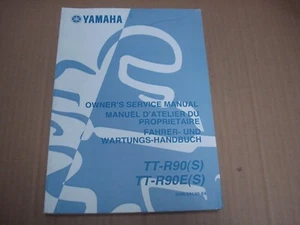 YAMAHA
OWNER'S SERVICE MANUAL
MANUEL D'ATELIER DU
PROPRIETAIRE
FAHRER- UND
WARTUNGS-HANDBUCH
TT-R90(S)
TT-R90E(S)